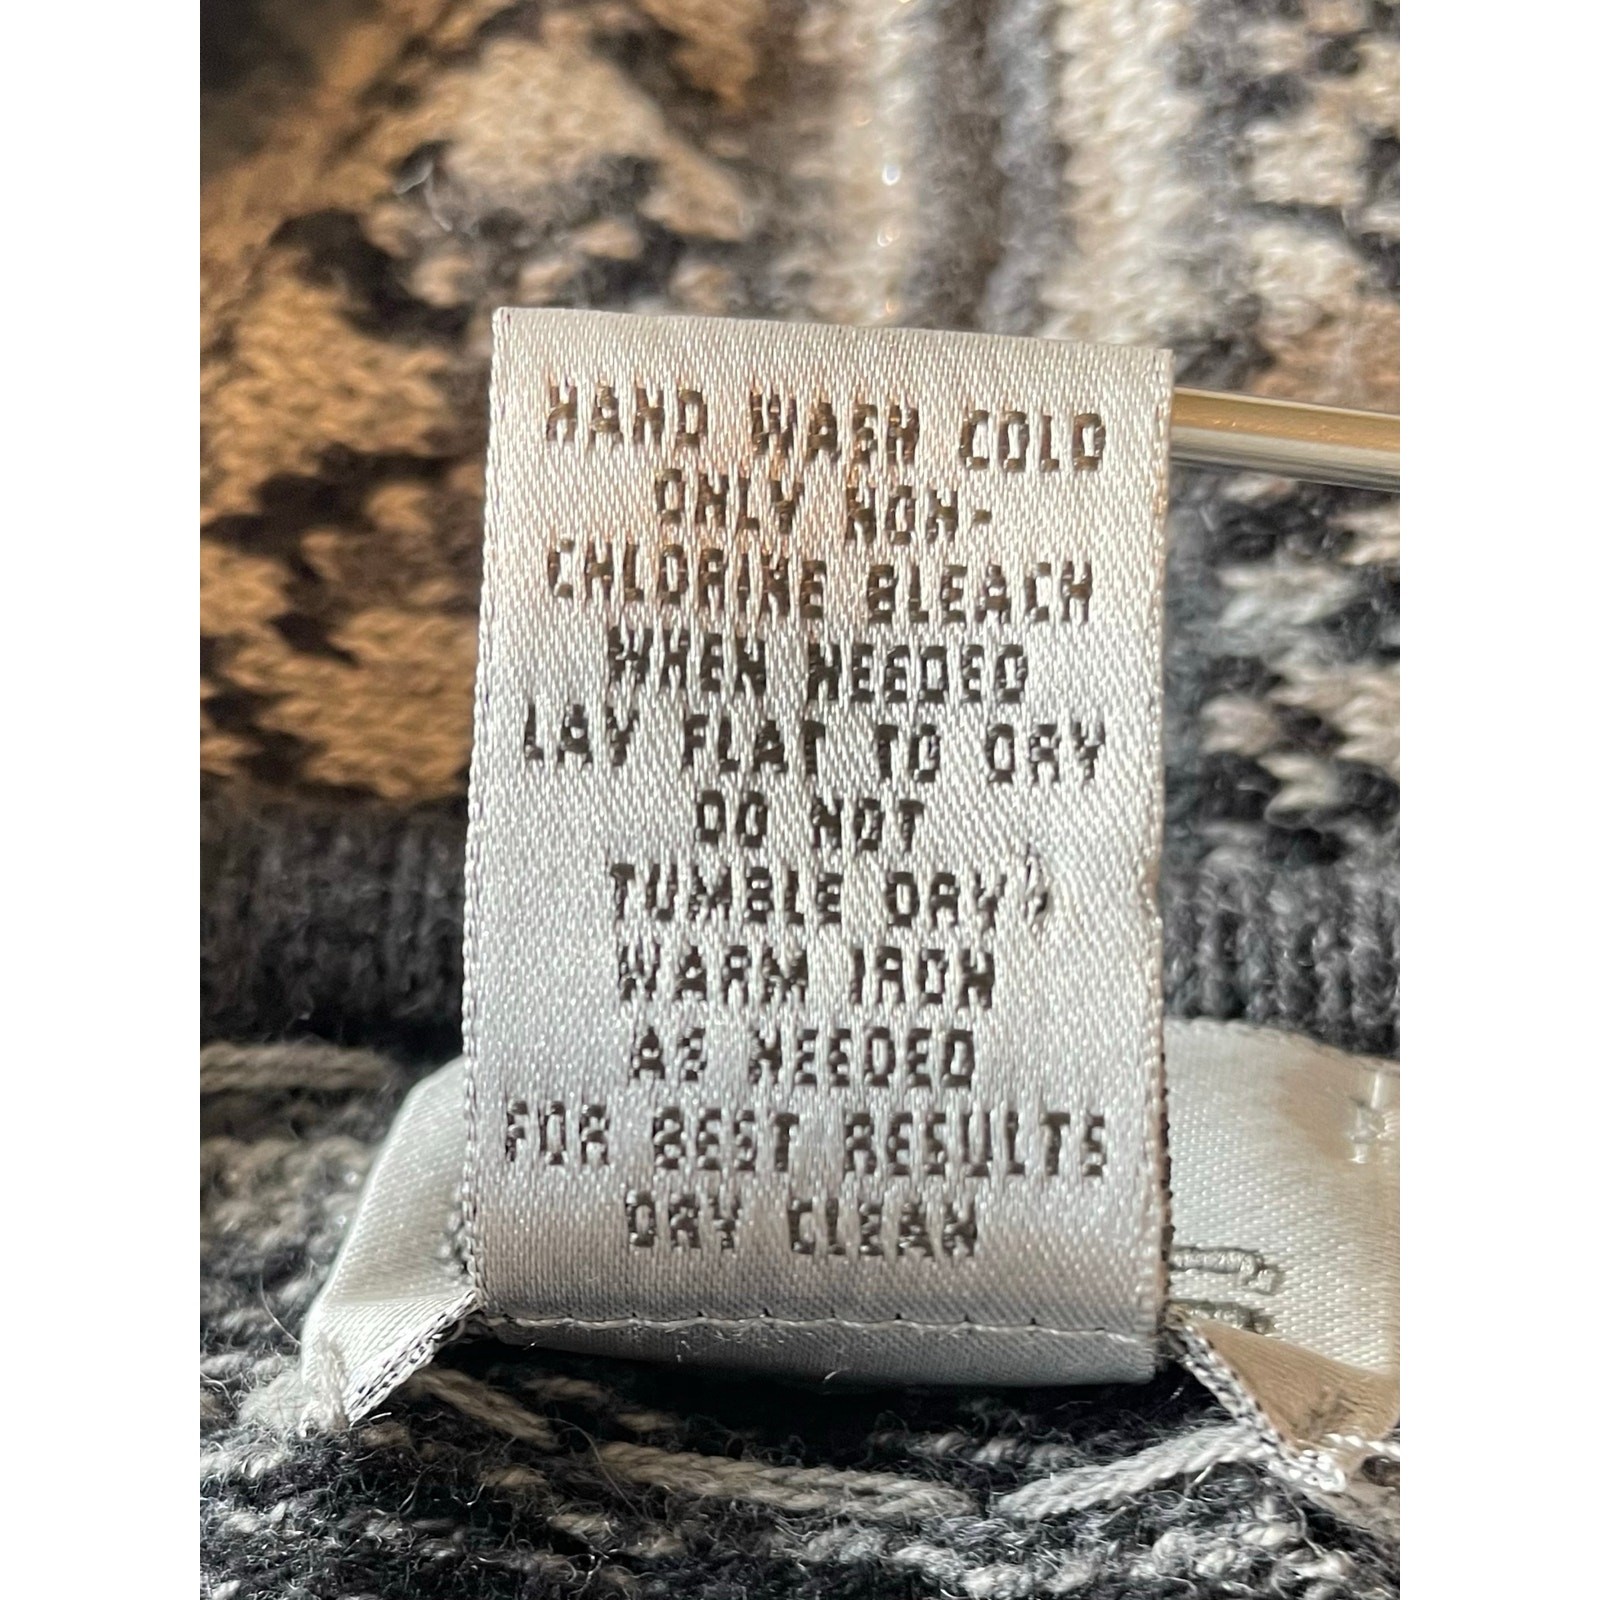 HAND WASH COLD
ONLY NON-
CHLORINE BLEACH
WHEN NEEDED
LAY FLAT TO DRY
DO NOT
TUMBLE DRY
WARM IRON
AS NEEDED
FOR BEST RESULTS
DRY CLEAN